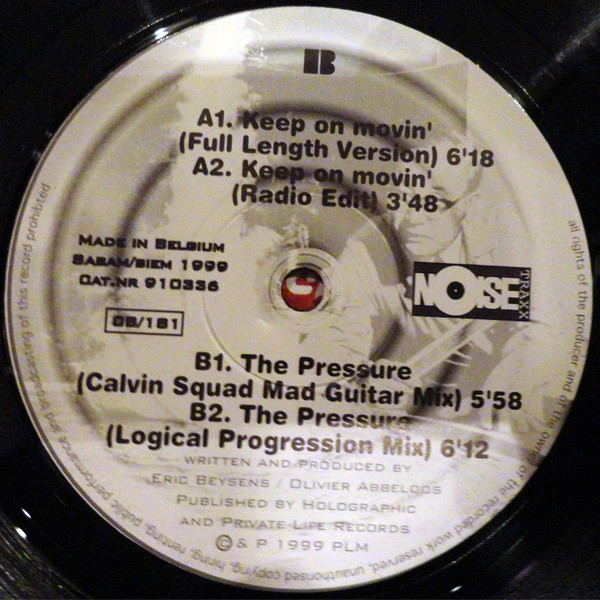 B
A1. Keep on movin'
(Full Length Version) 6'18
A2. Keep on movin'
(Radio Edit) 3'48
Made in Belgium
Sabam/biem 1999
Cat.nr 910336
OB/181
NOISE
TRAXX
B1. The Pressure
(Calvin Squad Mad Guitar Mix) 5'58
B2. The Pressure
(Logical Progression Mix) 6'12
Written and produced by
Eric Beysens / Olivier Abbeloos
Published by Holographic
and Private Life Records
© & P 1999 PLM
all rights of the producer and of the owner of the recorded work reserved, unauthorised copying, hiring, renting, public performance and broadcasting of this record prohibted